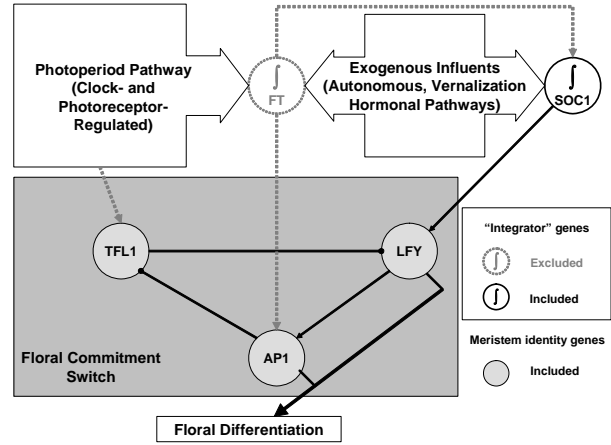 Photoperiod Pathway
(Clock- and
Photoreceptor-
Regulated)
∫
FT
Exogenous Influents
(Autonomous, Vernalization
Hormonal Pathways)
∫
SOC1
TFL1
LFY
AP1
Floral Commitment
Switch
Floral Differentiation
“Integrator” genes
∫ Excluded
∫ Included
Meristem identity genes
Included